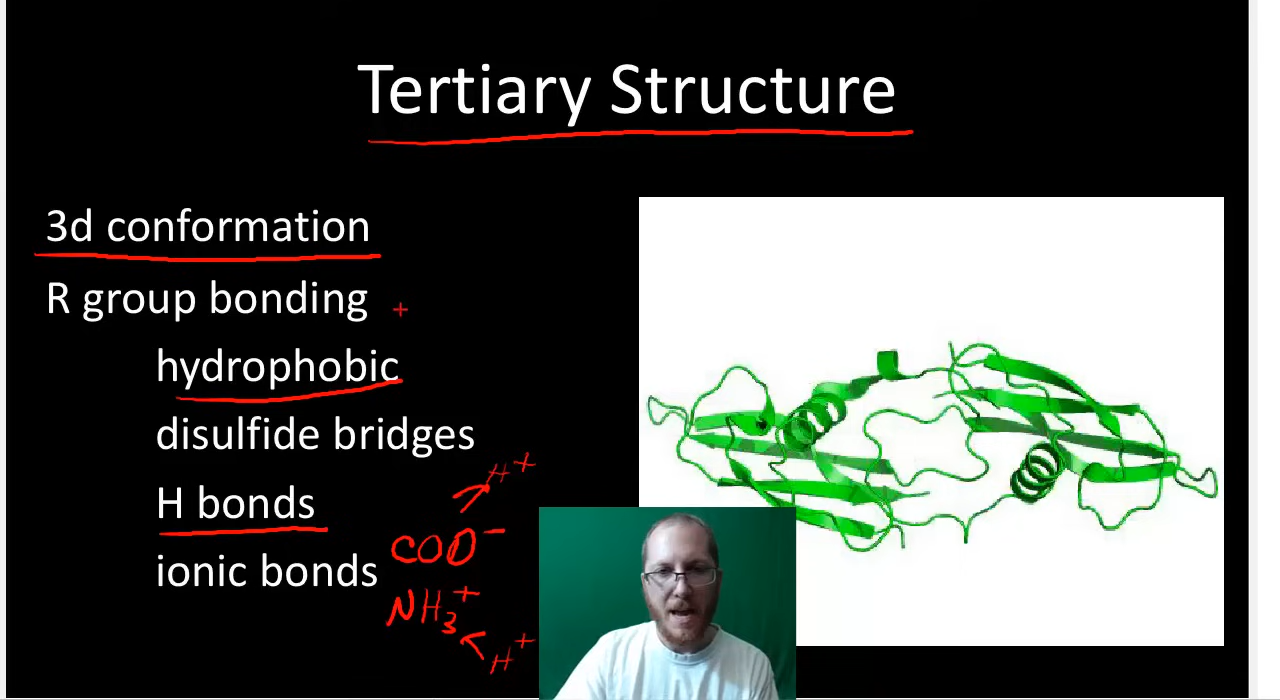 Tertiary Structure
3d conformation
R group bonding +
hydrophobic
disulfide bridges
H+
H bonds
COO-
ionic bonds
NH3+
H+